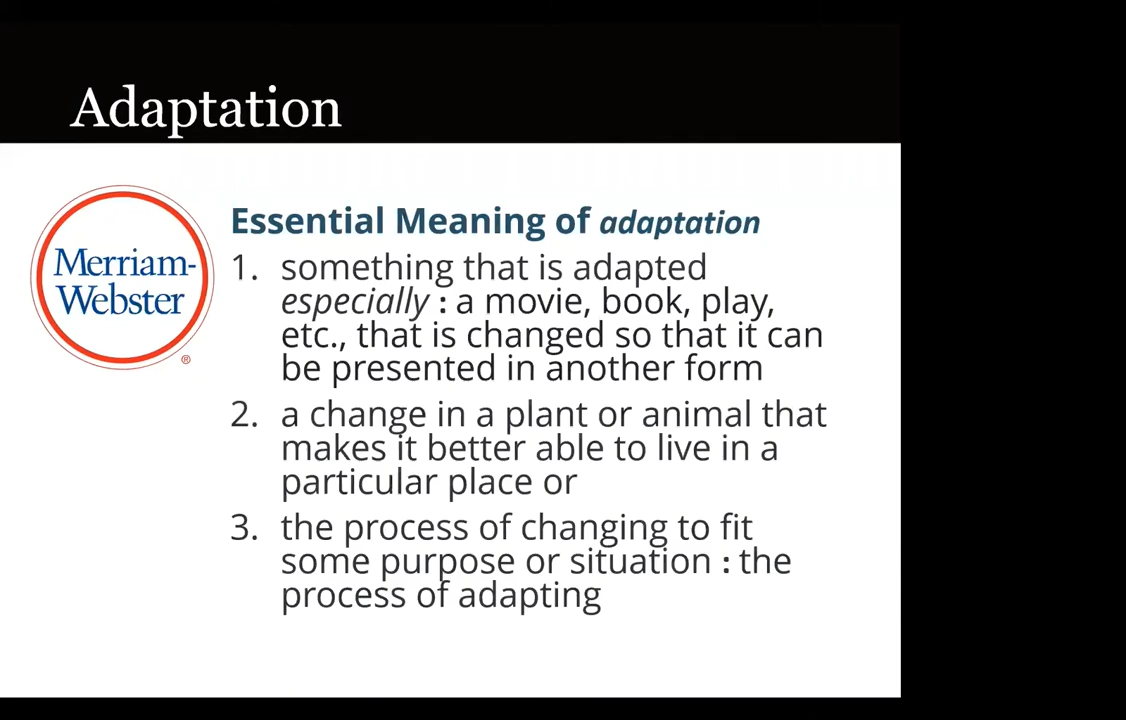 Adaptation
Merriam-
Webster
®
Essential Meaning of adaptation
1. something that is adapted
especially : a movie, book, play,
etc., that is changed so that it can
be presented in another form
2. a change in a plant or animal that
makes it better able to live in a
particular place or
3. the process of changing to fit
some purpose or situation : the
process of adapting